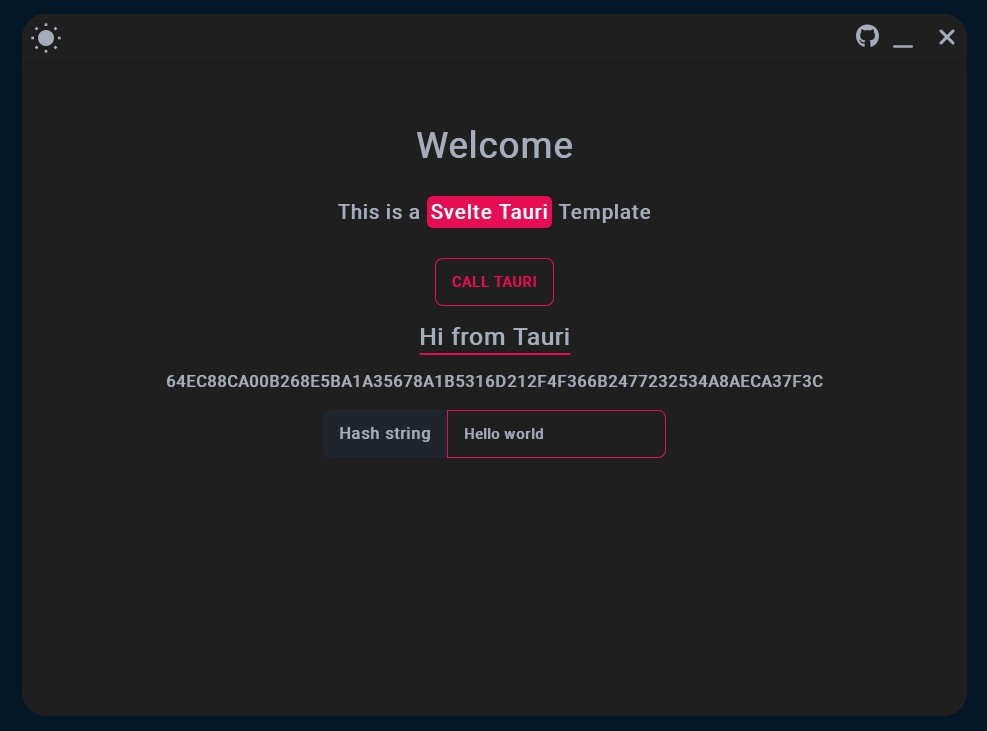 Welcome
This is a Svelte Tauri Template
CALL TAURI
Hi from Tauri
64EC88CA00B268E5BA1A35678A1B5316D212F4F366B2477232534A8AECA37F3C
Hash string Hello world